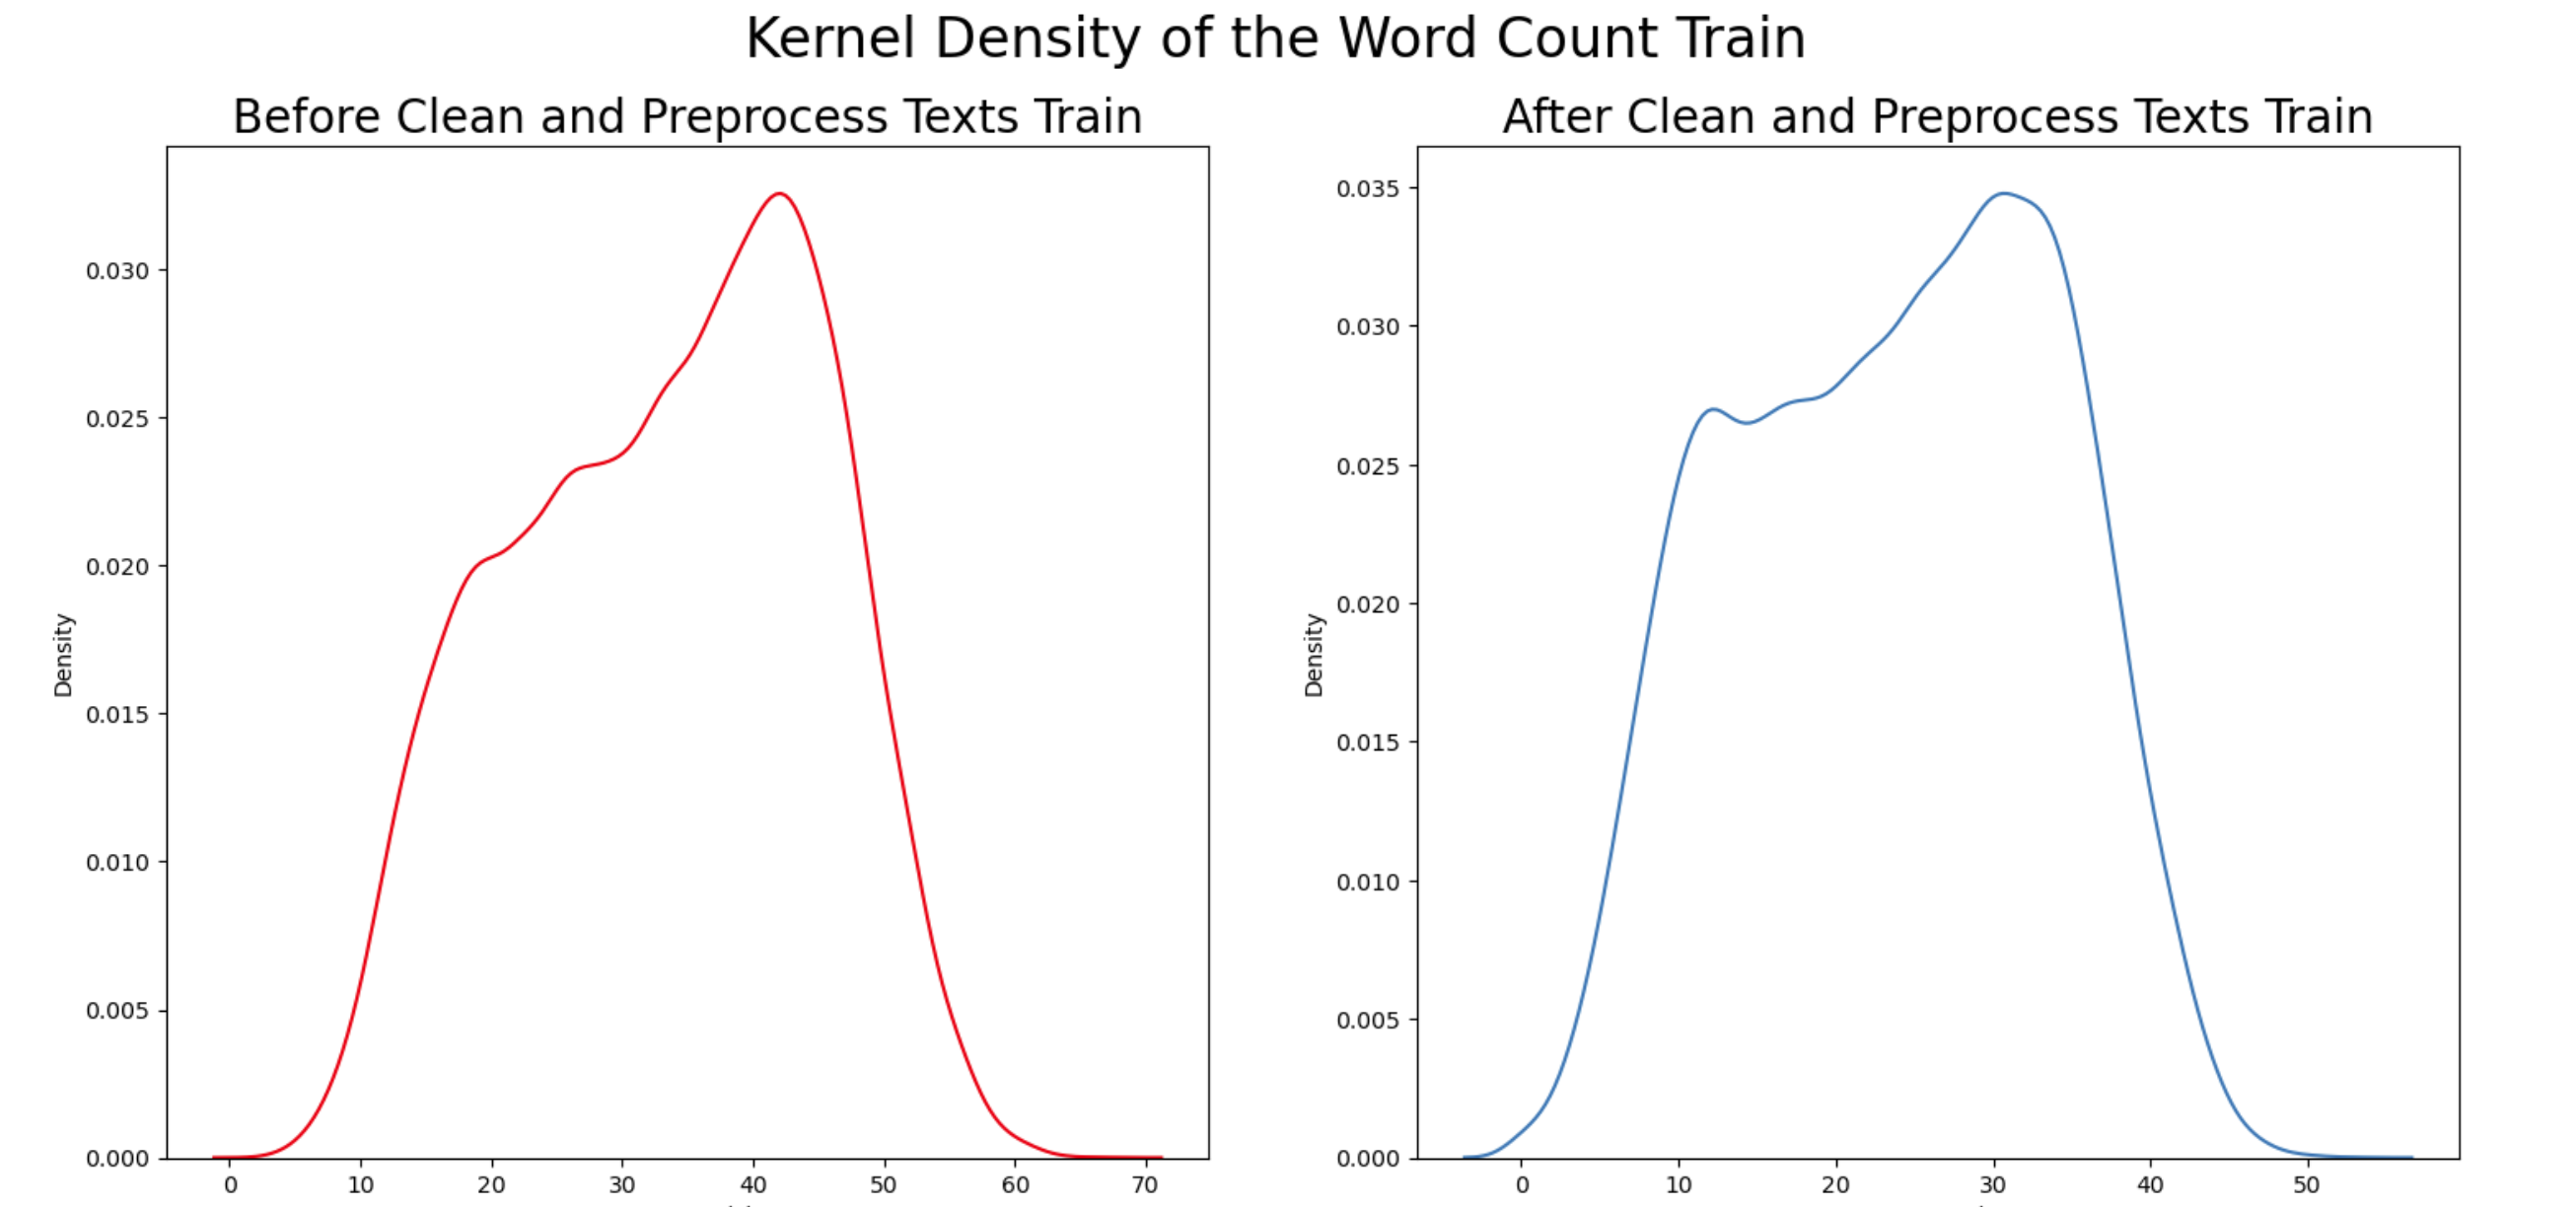 Kernel Density of the Word Count Train
Before Clean and Preprocess Texts Train
After Clean and Preprocess Texts Train
Density
0.030
0.025
0.020
0.015
0.010
0.005
0.000
0 10 20 30 40 50 60 70
Density
0.035
0.030
0.025
0.020
0.015
0.010
0.005
0.000
0 10 20 30 40 50